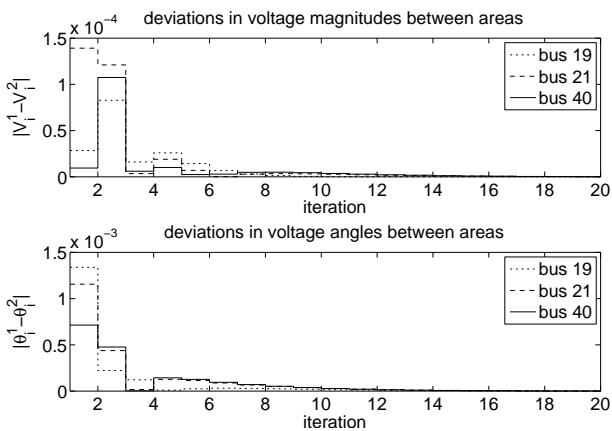 deviations in voltage magnitudes between areas
x 10⁻⁴
1.5
1
0.5
0
|V_i^1−V_i^2|
bus 19
bus 21
bus 40
2 4 6 8 10 12 14 16 18 20
iteration
deviations in voltage angles between areas
x 10⁻³
1.5
1
0.5
0
|θ_i^1−θ_i^2|
bus 19
bus 21
bus 40
2 4 6 8 10 12 14 16 18 20
iteration